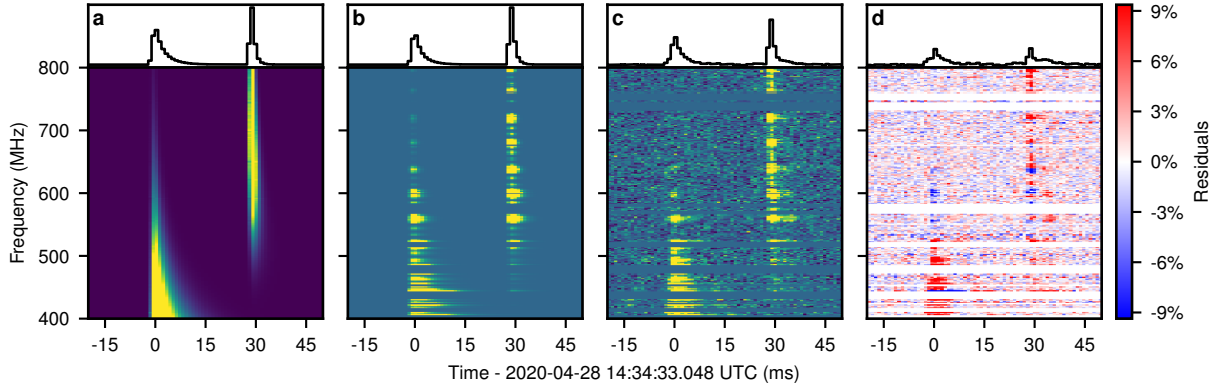 a b c d
9%
800
700
600
500
400
Frequency (MHz)
6%
3%
0%
-3%
-6%
-9%
Residuals
-15 0 15 30 45 -15 0 15 30 45 -15 0 15 30 45 -15 0 15 30 45
Time - 2020-04-28 14:34:33.048 UTC (ms)